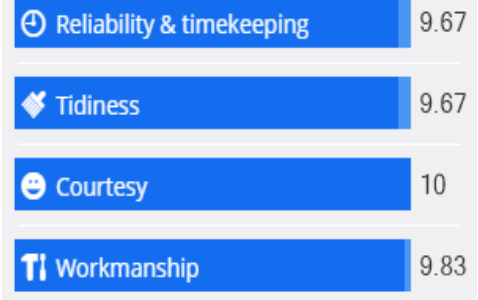 Reliability & timekeeping 9.67
Tidiness 9.67
Courtesy 10
Workmanship 9.83